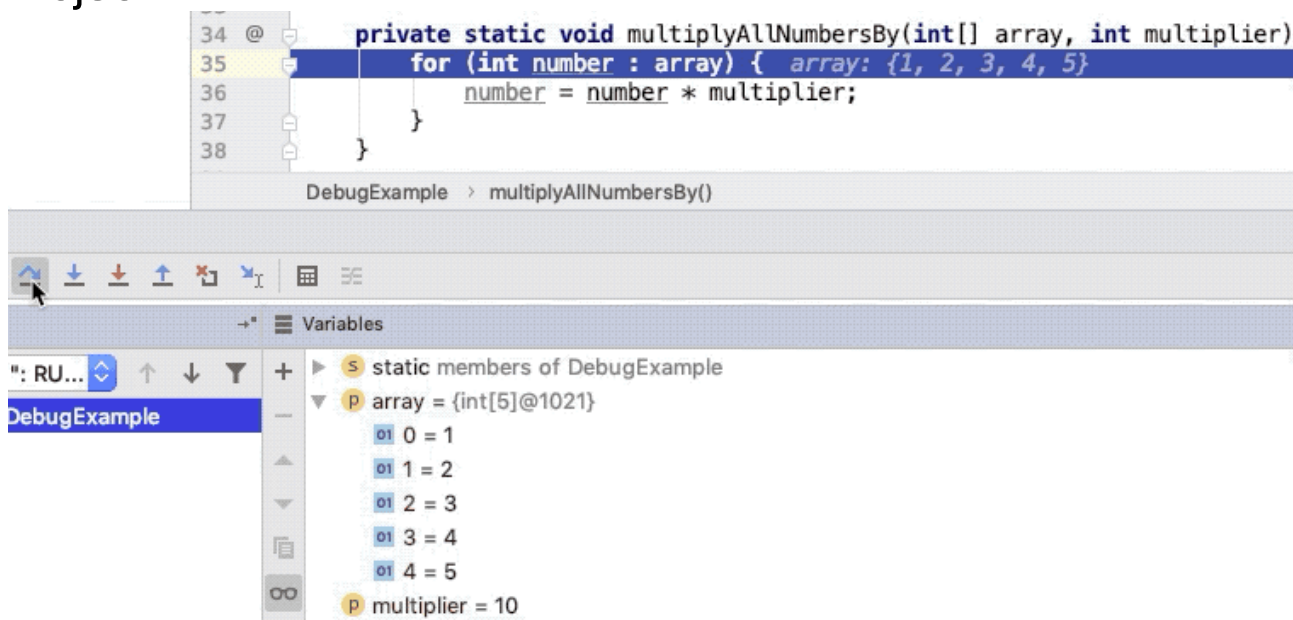 34 @ private static void multiplyAllNumbersBy(int[] array, int multiplier)
35 for (int number : array) { array: {1, 2, 3, 4, 5}
36 number = number * multiplier;
37 }
38 }
DebugExample > multiplyAllNumbersBy()
Variables
": RU...
static members of DebugExample
DebugExample
array = {int[5]@1021}
0 = 1
1 = 2
2 = 3
3 = 4
4 = 5
multiplier = 10